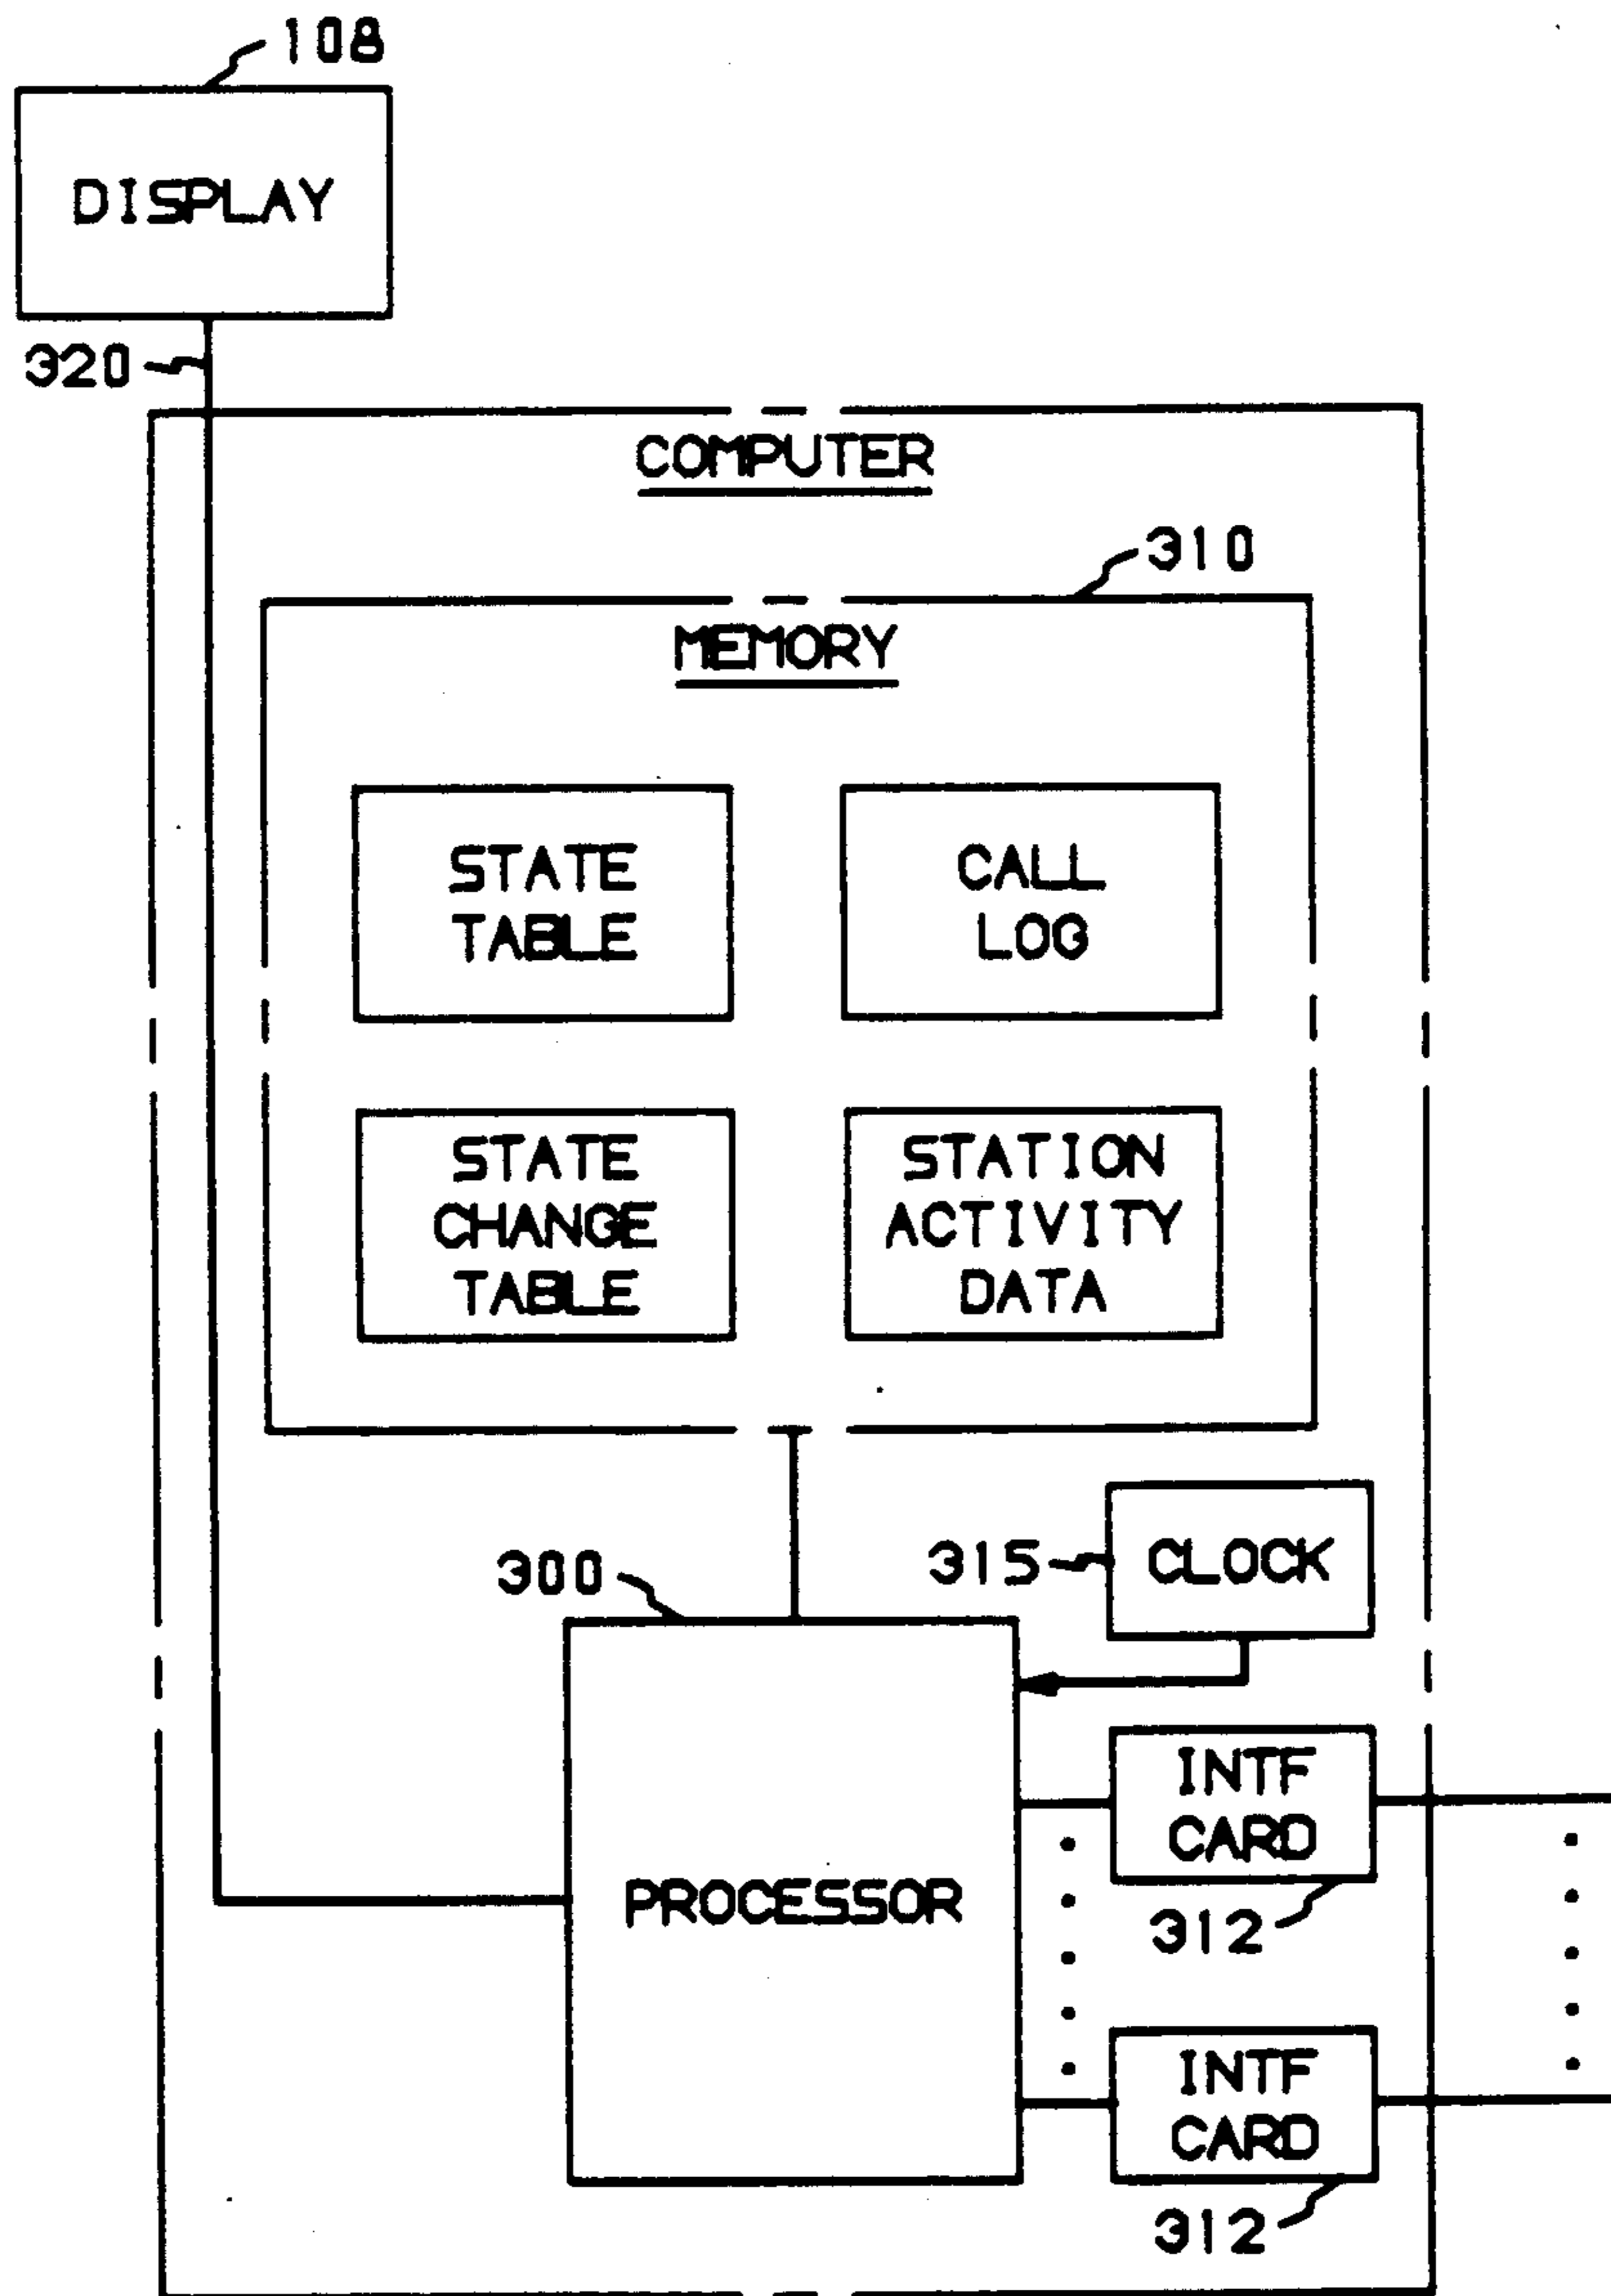 108
DISPLAY
320
COMPUTER
310
MEMORY
STATE
TABLE
CALL
LOG
STATE
CHANGE
TABLE
STATION
ACTIVITY
DATA
300
315
CLOCK
PROCESSOR
INTF
CARD
312
INTF
CARD
312